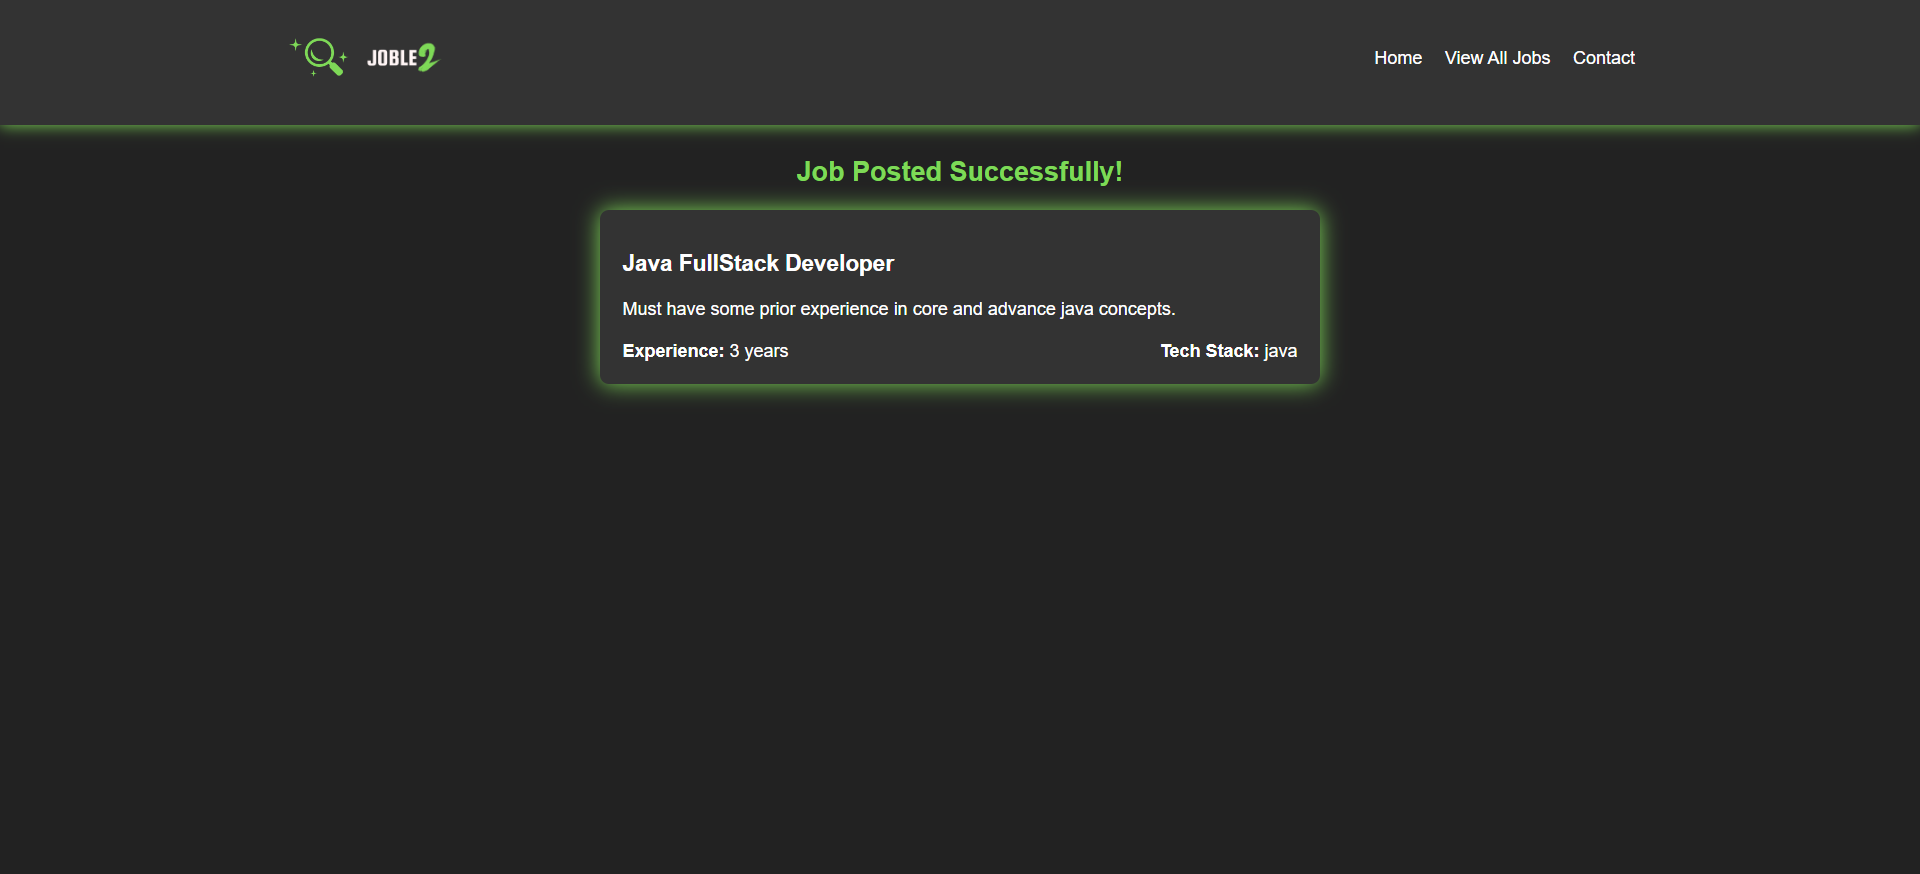 JOBLE2
Home View All Jobs Contact
Job Posted Successfully!
Java FullStack Developer
Must have some prior experience in core and advance java concepts.
Experience: 3 years Tech Stack: java